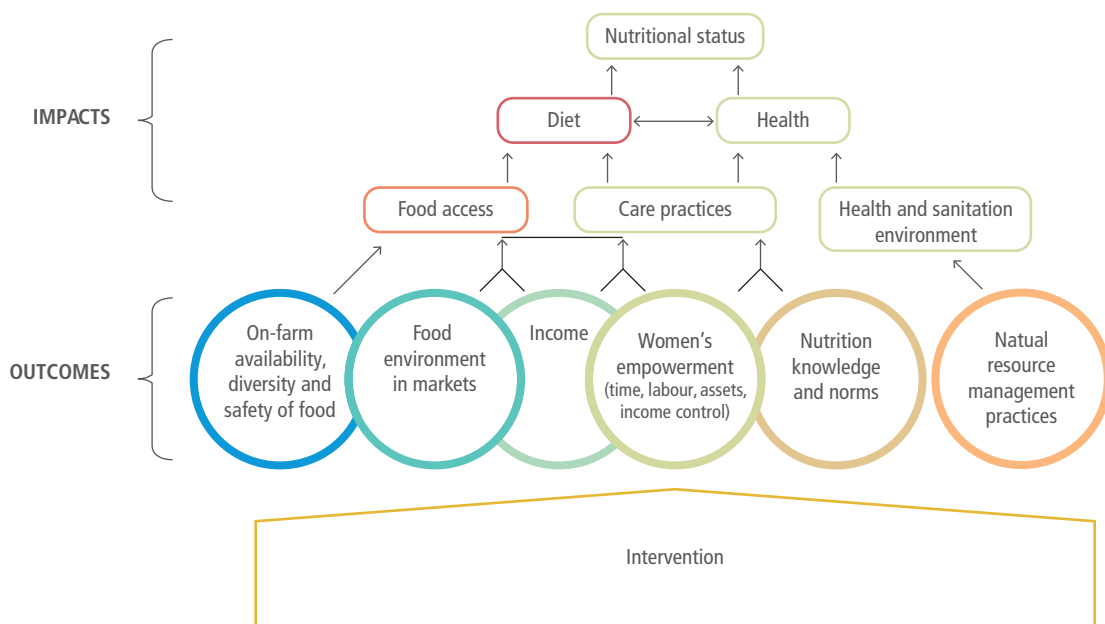 Nutritional status
IMPACTS
Diet
Health
Food access
Care practices
Health and sanitation
environment
OUTCOMES
On-farm
availability,
diversity and
safety of food
Food
environment
in markets
Income
Women's
empowerment
(time, labour, assets,
income control)
Nutrition
knowledge
and norms
Natual
resource
management
practices
Intervention